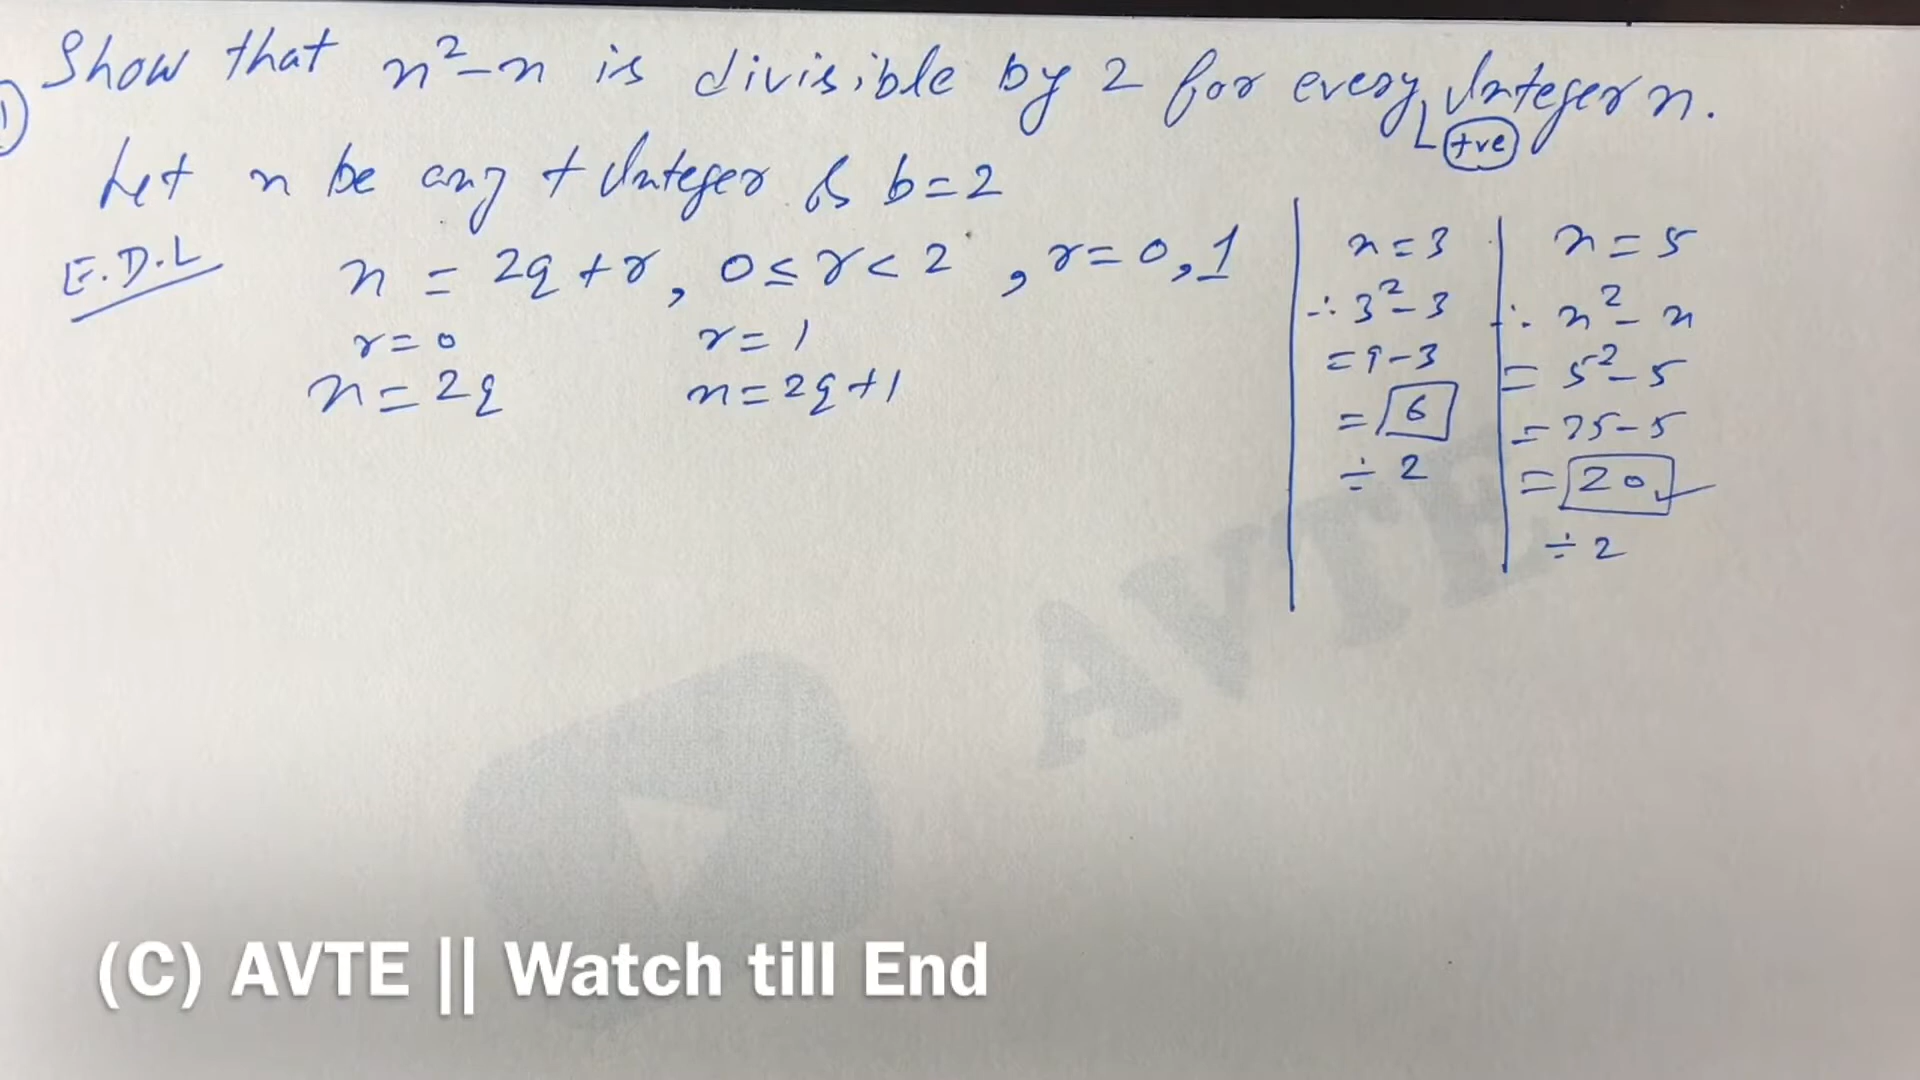 Show that n²-n is divisible by 2 for every Integer n.
+ve
1
Let n be any + Integer & b=2
E.D.L
n = 2q+r, 0≤r<2, r=0,1
r=0
r=1
n=2q
n=2q+1
n=3
∴ 3²-3
=9-3
= 6
÷ 2
n=5
∴ n²-n
= 5²-5
= 25-5
= 20
÷ 2
AVTE
(C) AVTE || Watch till End